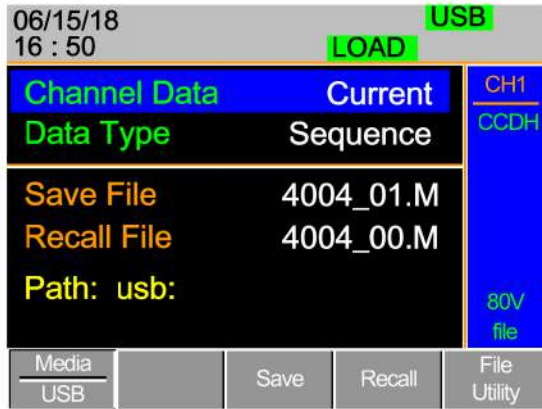 06/15/18 USB
16 : 50 LOAD
Channel Data Current
Data Type Sequence
Save File 4004_01.M
Recall File 4004_00.M
Path: usb:
CH1
CCDH
80V
file
Media
USB
Save
Recall
File
Utility